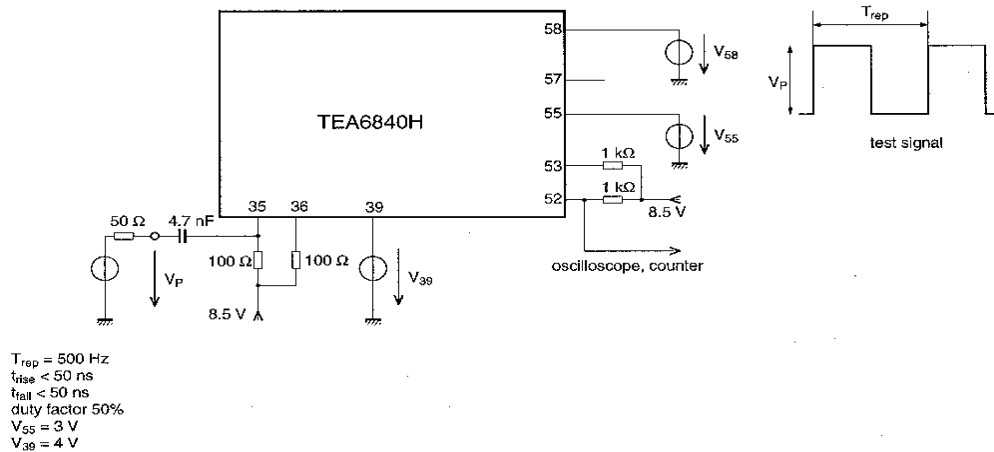 58
V58
57
TEA6840H
55
V55
1 kΩ
53
1 kΩ
52
8.5 V
35
36
39
50 Ω
4.7 nF
100 Ω
100 Ω
VP
V39
8.5 V
oscilloscope, counter
Trep
VP
test signal
Trep = 500 Hz
trise < 50 ns
tfall < 50 ns
duty factor 50%
V55 = 3 V
V39 = 4 V